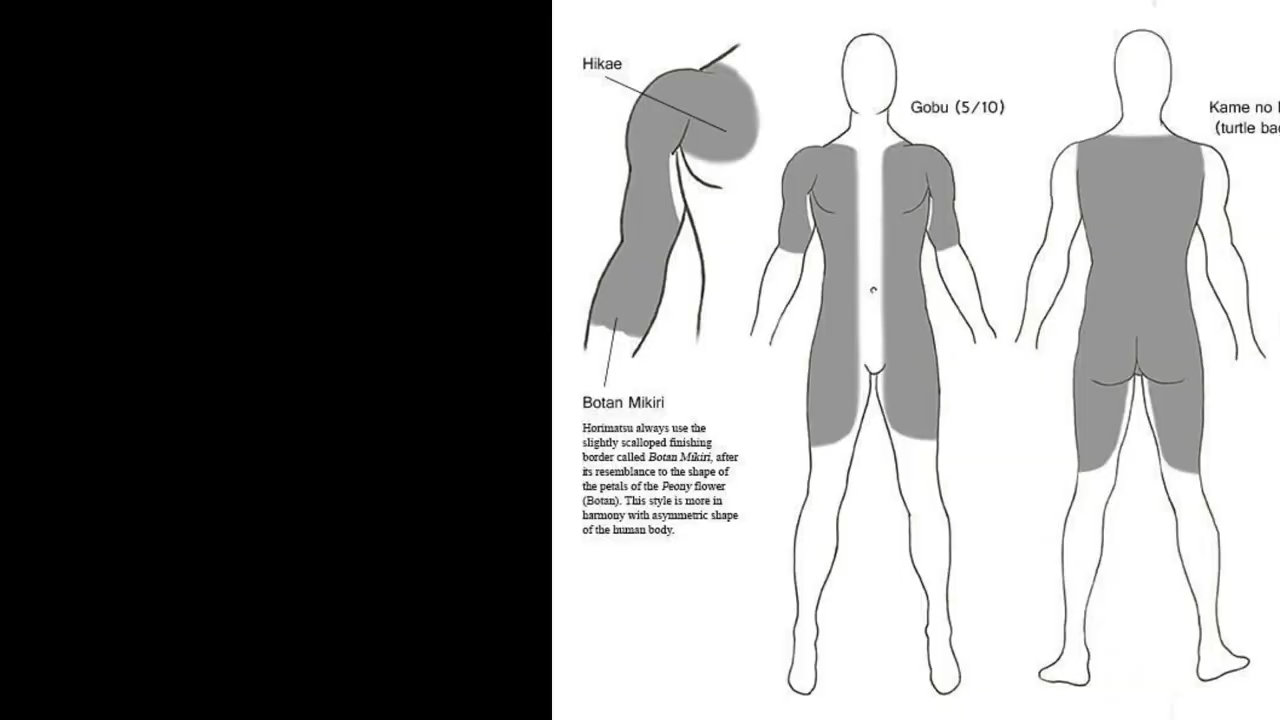 Hikae
Gobu (5/10)
Kame no
(turtle
Botan Mikiri
Horimatsu always use the
slightly scalloped finishing
border called Botan Mikiri, after
its resemblance to the shape of
the petals of the Peony flower
(Botan). This style is more in
harmony with asymmetric shape
of the human body.